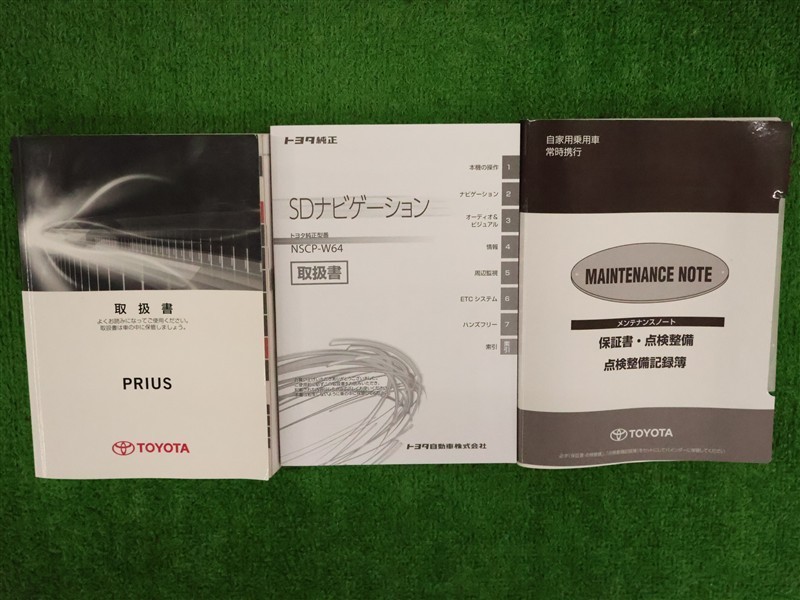 取扱書
よくお読みになってご使用ください。
取扱書は車の中に保管しましょう。
PRIUS
TOYOTA
トヨタ純正
SDナビゲーション
トヨタ純正型番
NSCP-W64
取扱書
本機の操作 1
ナビゲーション 2
オーディオ&
ビジュアル 3
情報 4
周辺監視 5
ETCシステム 6
ハンズフリー 7
索引 索引
トヨタ自動車株式会社
自家用乗用車
常時携行
MAINTENANCE NOTE
メンテナンスノート
保証書・点検整備
点検整備記録簿
TOYOTA